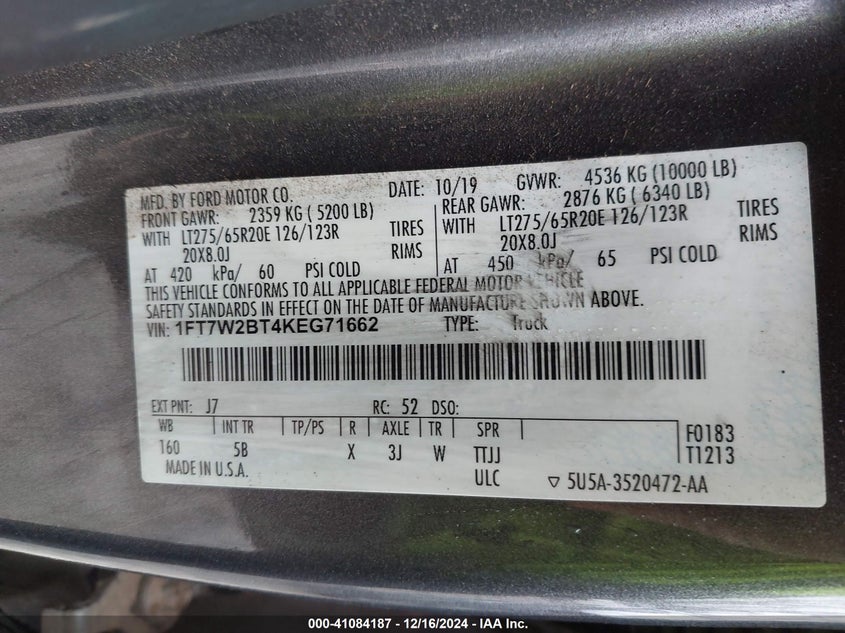 MFD. BY FORD MOTOR CO. DATE: 10/19 GVWR: 4536 KG (10000 LB)
FRONT GAWR: 2359 KG ( 5200 LB) REAR GAWR: 2876 KG ( 6340 LB)
WITH LT275/65R20E 126/123R TIRES WITH LT275/65R20E 126/123R TIRES
20X8.0J RIMS 20X8.0J RIMS
AT 420 kPa/ 60 PSI COLD AT 450 kPa/ 65 PSI COLD
THIS VEHICLE CONFORMS TO ALL APPLICABLE FEDERAL MOTOR VEHICLE
SAFETY STANDARDS IN EFFECT ON THE DATE OF MANUFACTURE SHOWN ABOVE.
VIN: 1FT7W2BT4KEG71662 TYPE: Truck
EXT PNT: J7 RC: 52 DSO:
WB INT TR TP/PS R AXLE TR SPR F0183
160 5B X 3J W TTJJ T1213
MADE IN U.S.A. ULC ▽ 5U5A-3520472-AA
000-41084187 - 12/16/2024 - IAA Inc.